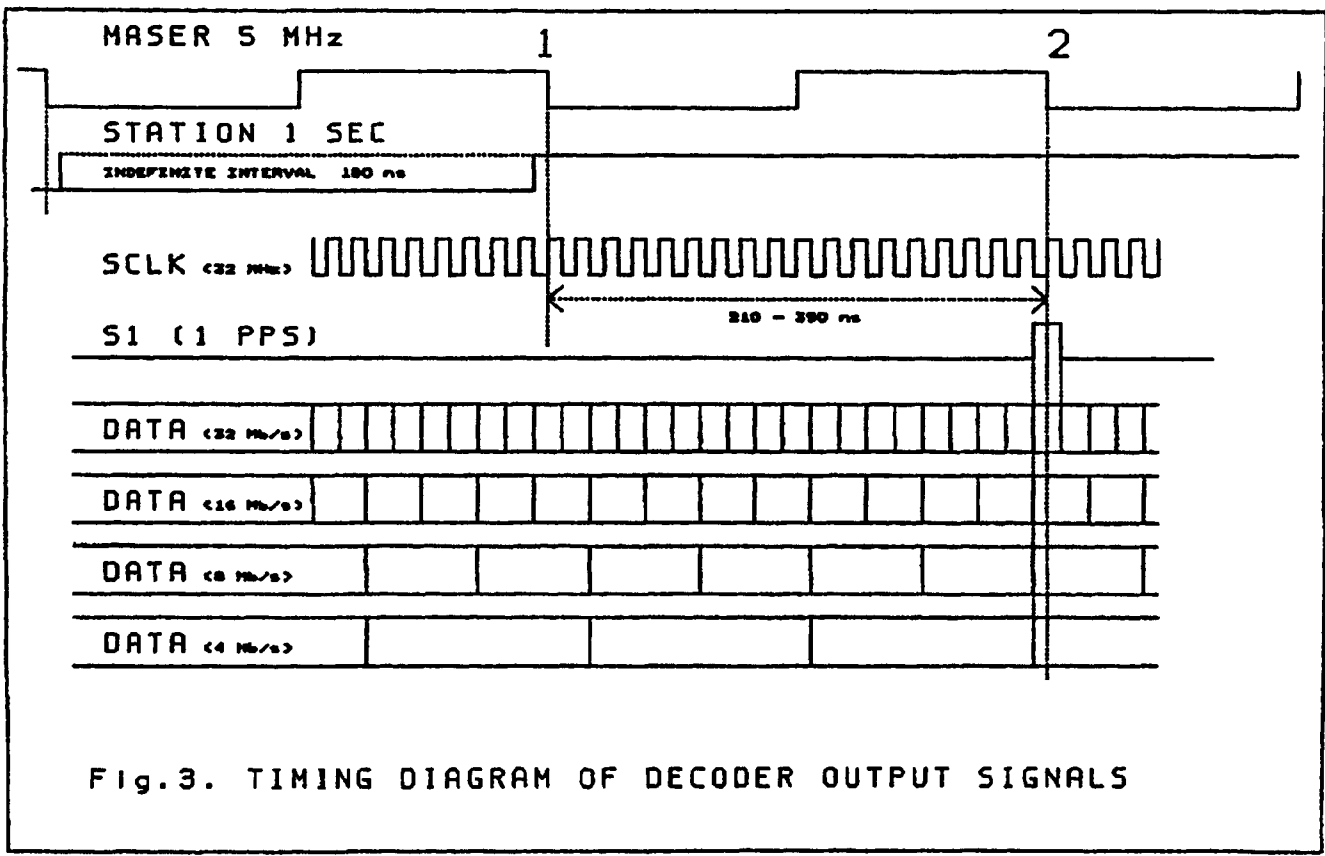 MASER 5 MHz 1 2
STATION 1 SEC
INDEFINITE INTERVAL 180 ns
SCLK (32 MHz)
210 - 390 ns
S1 (1 PPS)
DATA (32 Mb/s)
DATA (16 Mb/s)
DATA (8 Mb/s)
DATA (4 Mb/s)
Fig.3. TIMING DIAGRAM OF DECODER OUTPUT SIGNALS